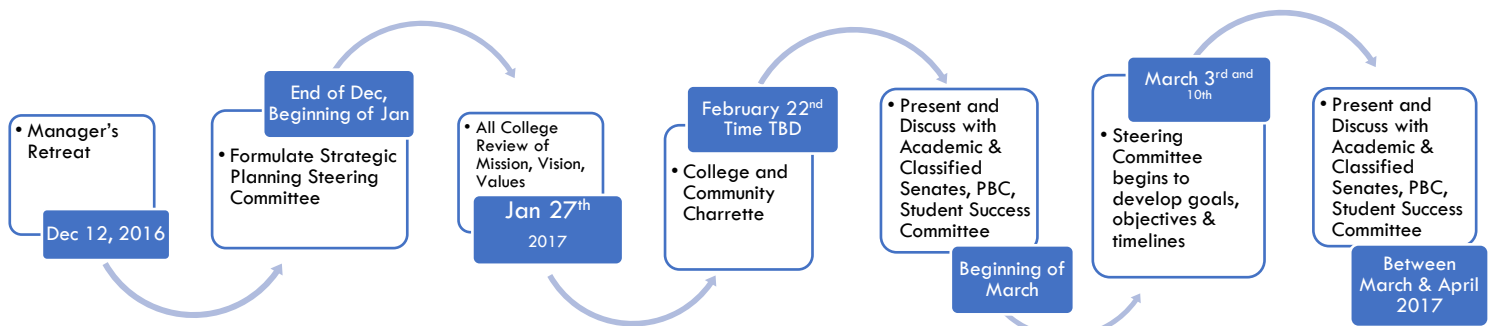 • Manager's
Retreat
Dec 12, 2016
End of Dec,
Beginning of Jan
• Formulate Strategic
Planning Steering
Committee
• All College
Review of
Mission, Vision,
Values
Jan 27th
2017
February 22nd
Time TBD
• College and
Community
Charrette
• Present and
Discuss with
Academic &
Classified
Senates, PBC,
Student Success
Committee
Beginning of
March
March 3rd and
10th
• Steering
Committee
begins to
develop goals,
objectives &
timelines
• Present and
Discuss with
Academic &
Classified
Senates, PBC,
Student Success
Committee
Between
March & April
2017